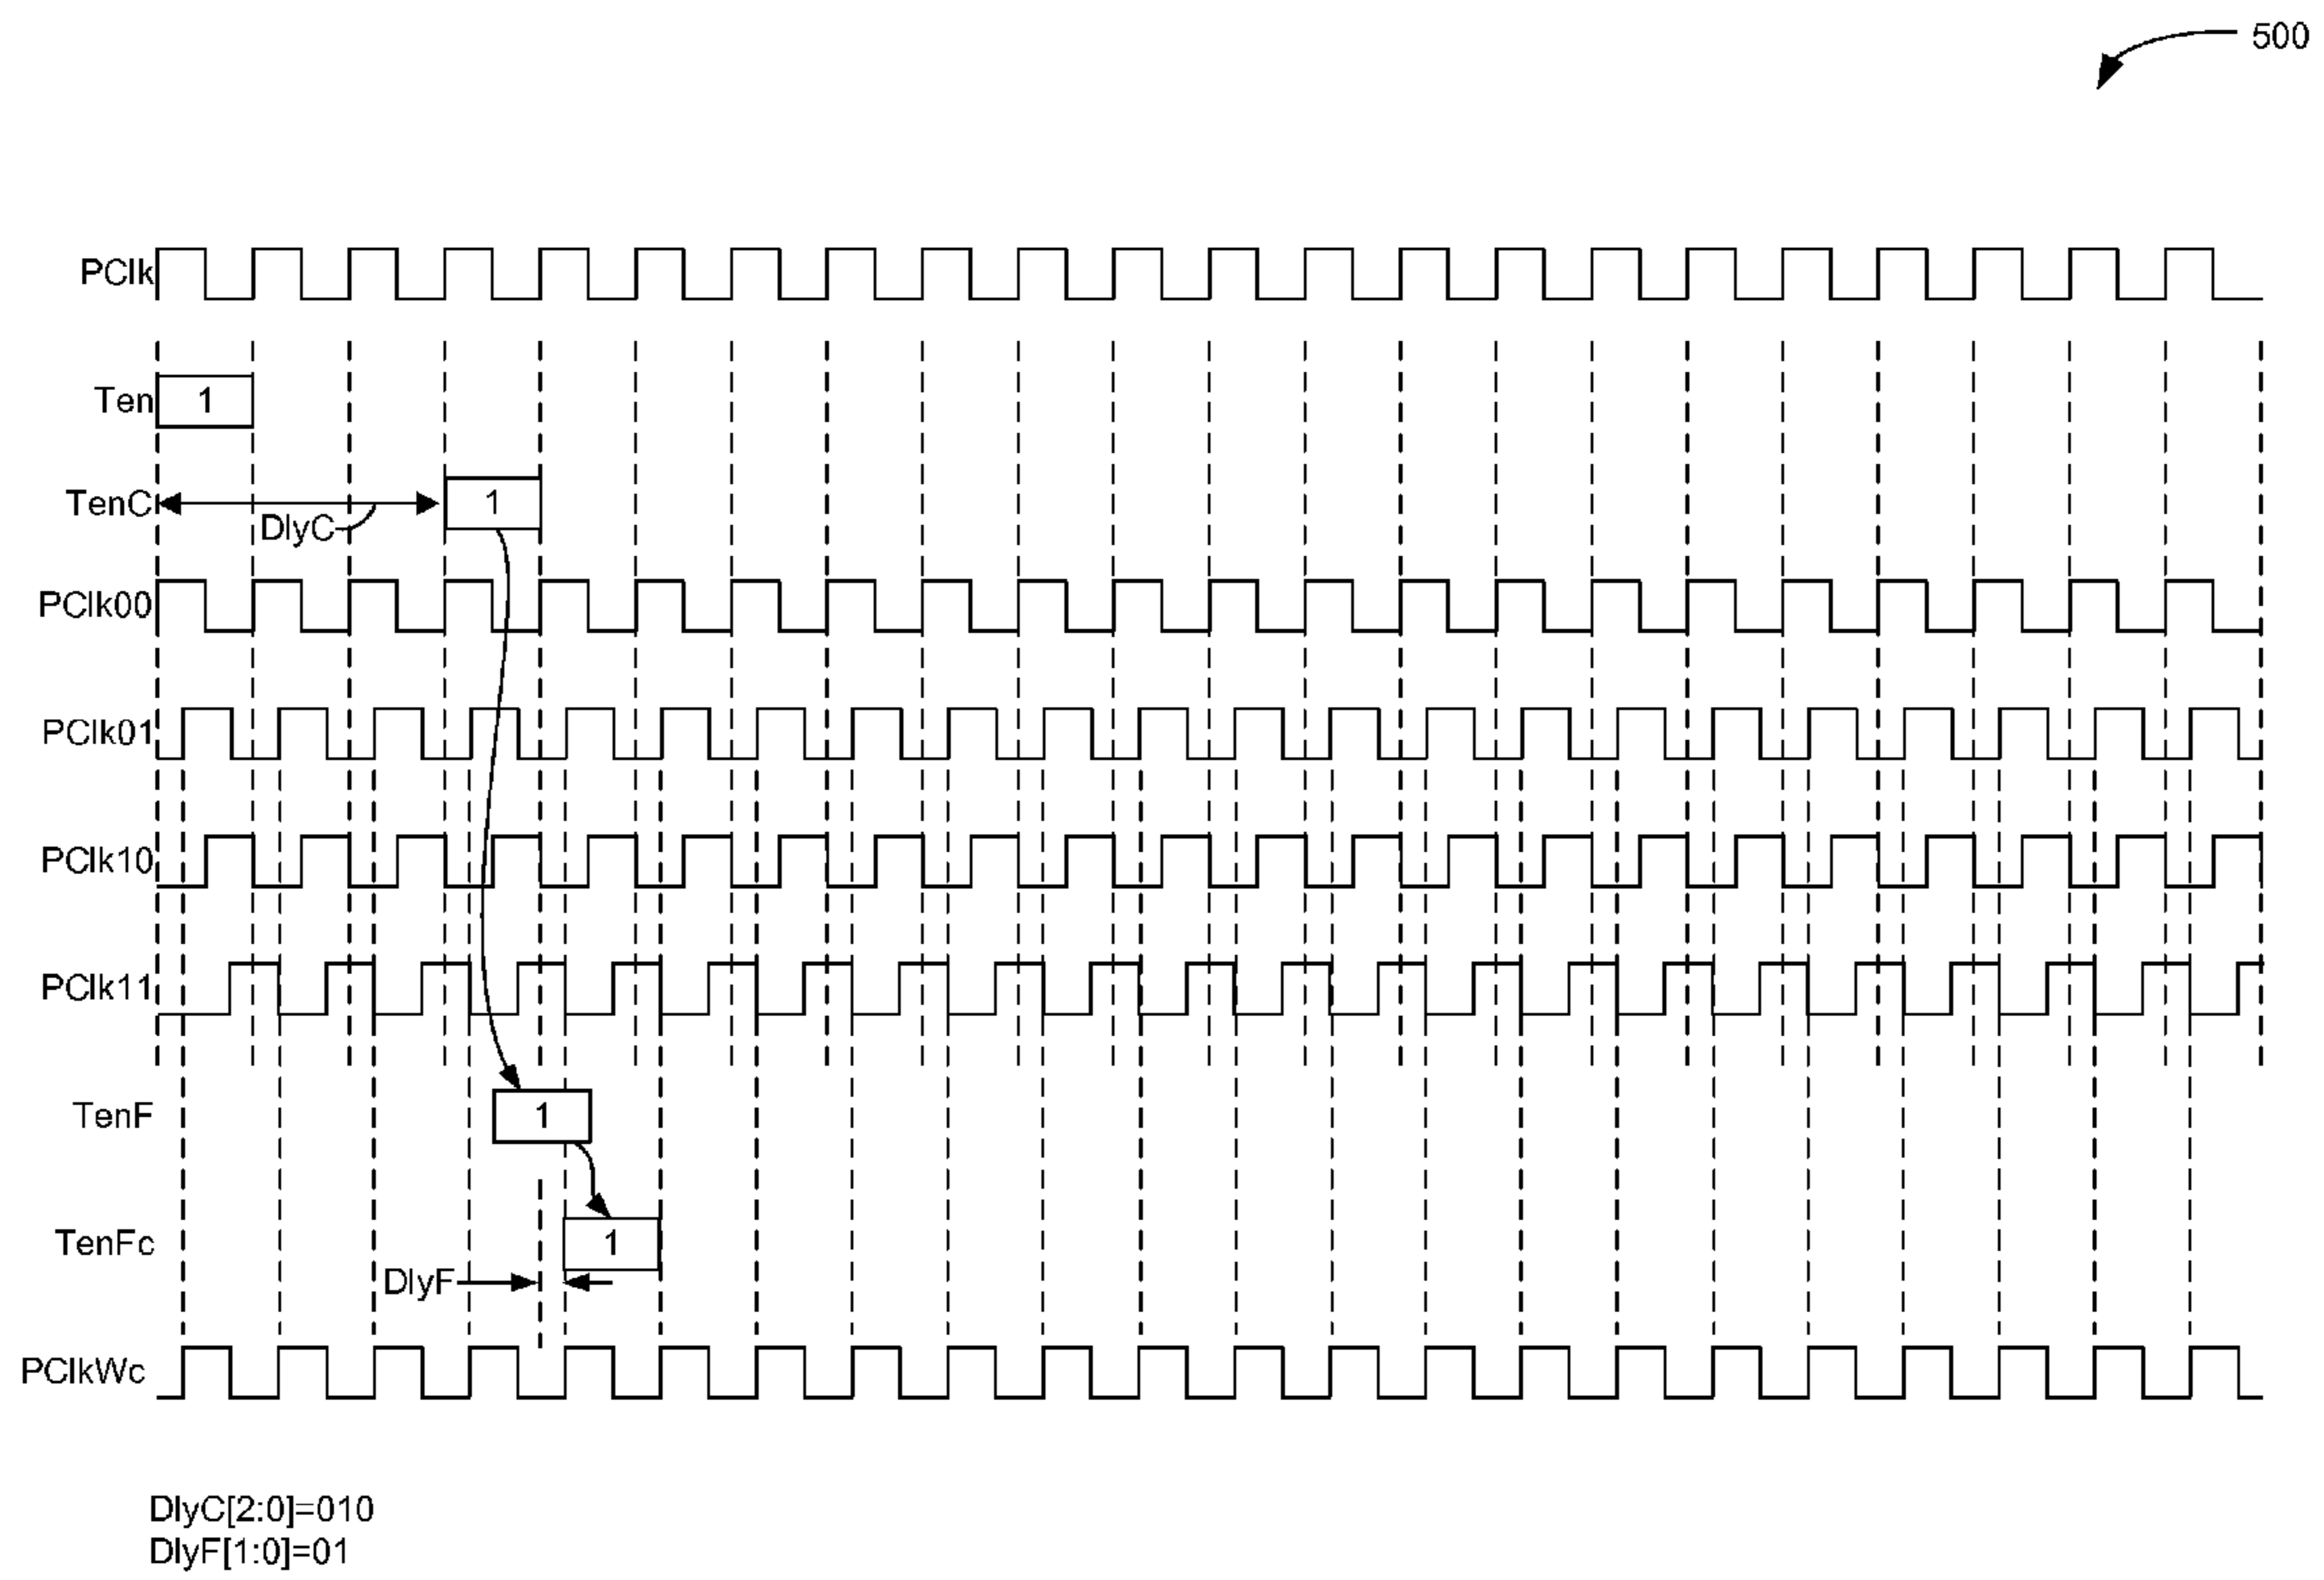 500
PClk
Ten 1
TenC 1
DlyC
PClk00
PClk01
PClk10
PClk11
TenF 1
TenFc 1
DlyF
PClkWc
DlyC[2:0]=010
DlyF[1:0]=01